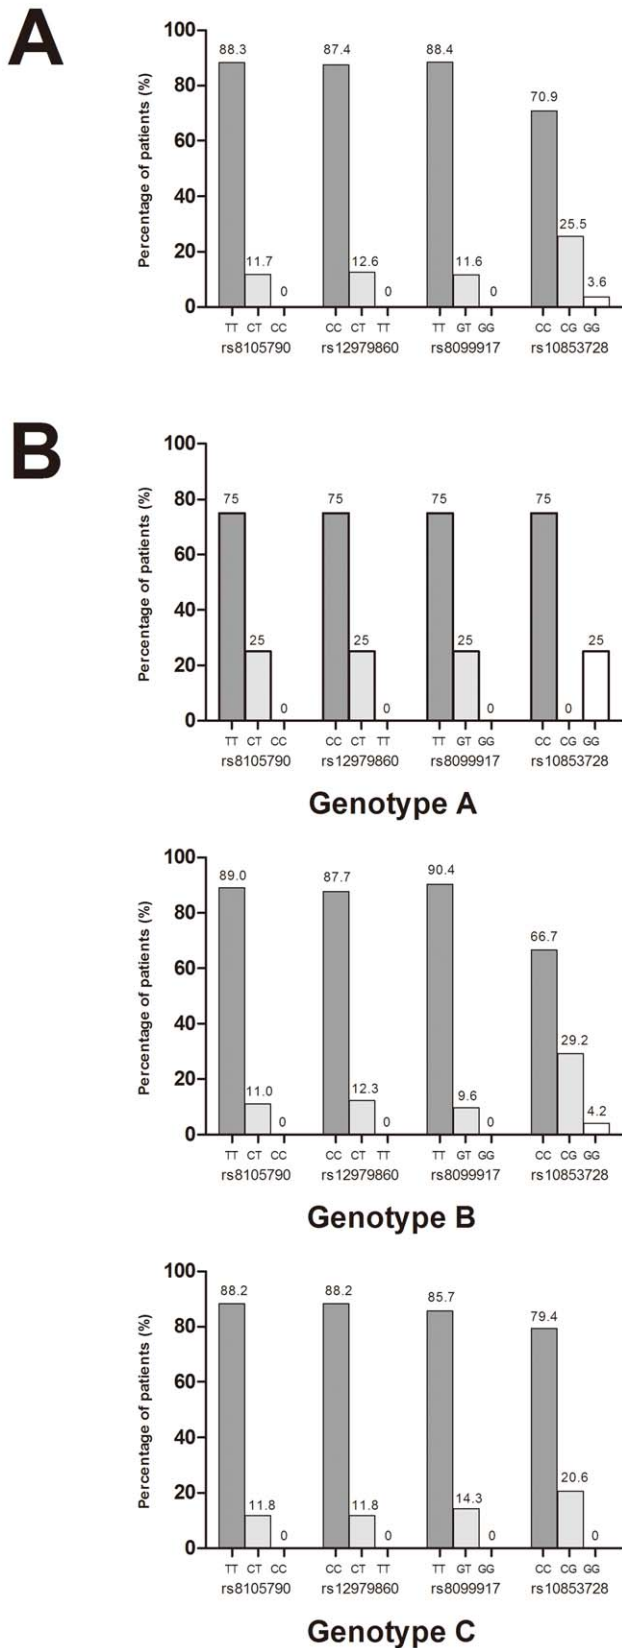 A
Percentage of patients (%)
100
80
60
40
20
0
88.3 11.7 0 87.4 12.6 0 88.4 11.6 0 70.9 25.5 3.6
TT CT CC CC CT TT TT GT GG CC CG GG
rs8105790 rs12979860 rs8099917 rs10853728
B
Percentage of patients (%)
100
80
60
40
20
0
75 25 0 75 25 0 75 25 0 75 0 25
TT CT CC CC CT TT TT GT GG CC CG GG
rs8105790 rs12979860 rs8099917 rs10853728
Genotype A
Percentage of patients (%)
100
80
60
40
20
0
89.0 11.0 0 87.7 12.3 0 90.4 9.6 0 66.7 29.2 4.2
TT CT CC CC CT TT TT GT GG CC CG GG
rs8105790 rs12979860 rs8099917 rs10853728
Genotype B
Percentage of patients (%)
100
80
60
40
20
0
88.2 11.8 0 88.2 11.8 0 85.7 14.3 0 79.4 20.6 0
TT CT CC CC CT TT TT GT GG CC CG GG
rs8105790 rs12979860 rs8099917 rs10853728
Genotype C